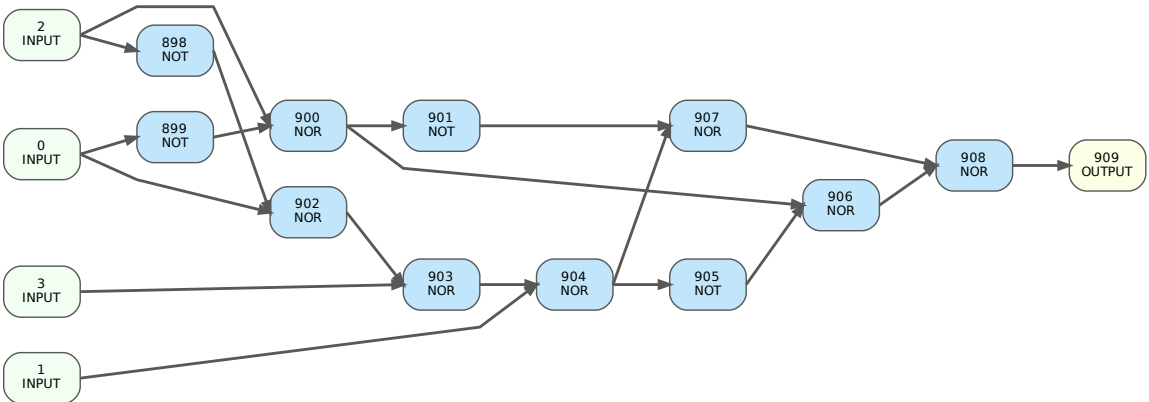 2
INPUT
898
NOT
0
INPUT
899
NOT
900
NOR
901
NOT
907
NOR
908
NOR
909
OUTPUT
902
NOR
906
NOR
3
INPUT
903
NOR
904
NOR
905
NOT
1
INPUT